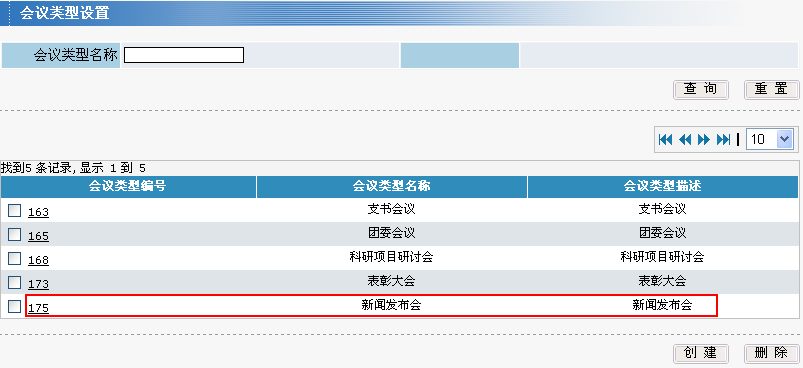 会议类型设置
会议类型名称
查 询 重 置
10
找到5 条记录, 显示 1 到 5
会议类型编号 会议类型名称 会议类型描述
163 支书会议 支书会议
165 团委会议 团委会议
168 科研项目研讨会 科研项目研讨会
173 表彰大会 表彰大会
175 新闻发布会 新闻发布会
创 建 删 除